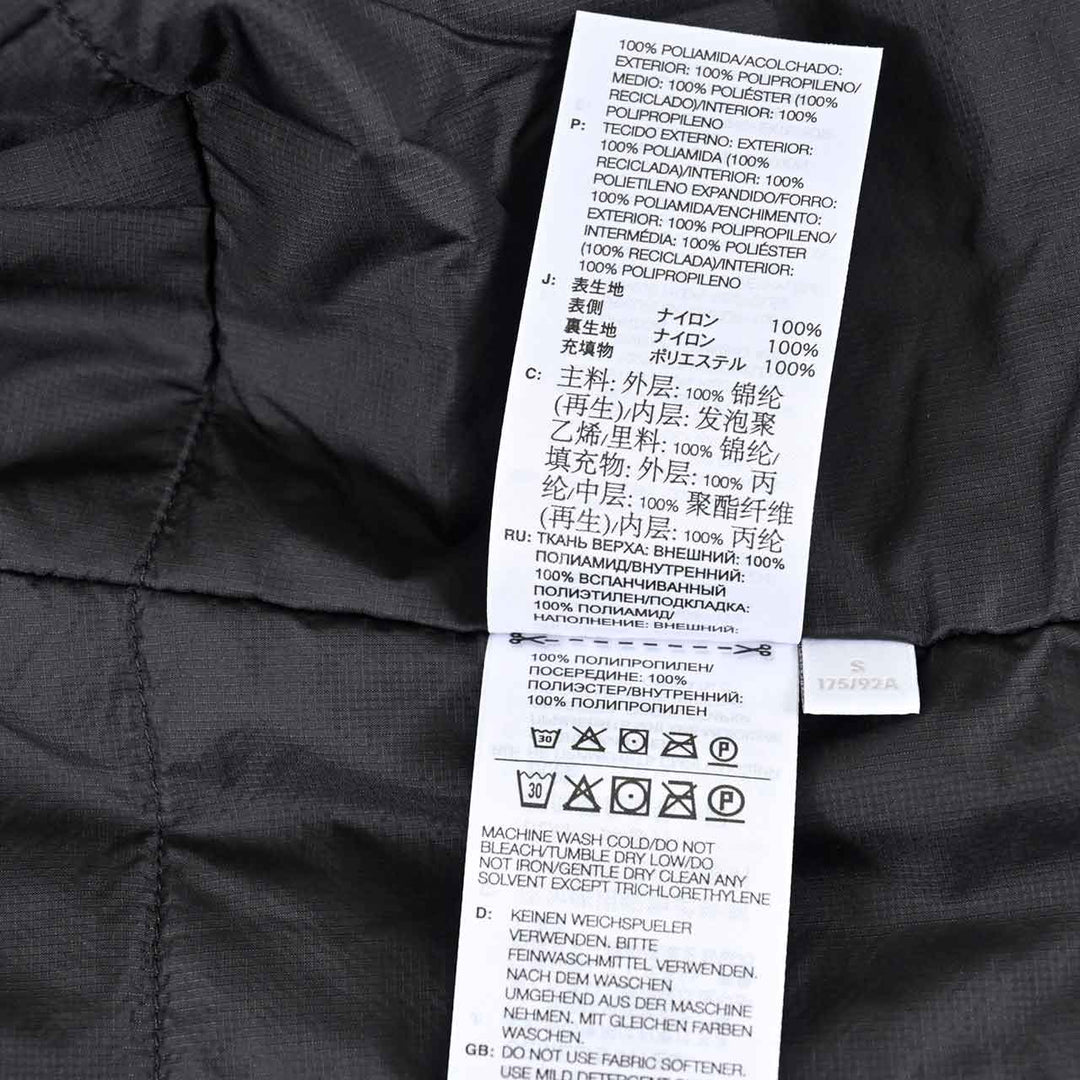 100% POLIAMIDA/ACOLCHADO:
EXTERIOR: 100% POLIPROPILENO/
MEDIO: 100% POLIÉSTER (100%
RECICLADO)/INTERIOR: 100%
POLIPROPILENO
P: TECIDO EXTERNO: EXTERIOR:
100% POLIAMIDA (100%
RECICLADA)/INTERIOR: 100%
POLIETILENO EXPANDIDO/FORRO:
100% POLIAMIDA/ENCHIMENTO:
EXTERIOR: 100% POLIPROPILENO/
INTERMÉDIA: 100% POLIÉSTER
(100% RECICLADA)/INTERIOR:
100% POLIPROPILENO
J: 表生地
表側 ナイロン 100%
裏生地 ナイロン 100%
充填物 ポリエステル 100%
C: 主料: 外层: 100% 锦纶
(再生)/内层: 发泡聚
乙烯/里料: 100% 锦纶/
填充物: 外层: 100% 丙
纶/中层: 100% 聚酯纤维
(再生)/内层: 100% 丙纶
RU: ТКАНЬ ВЕРХА: ВНЕШНИЙ: 100%
ПОЛИАМИД/ВНУТРЕННИЙ:
100% ВСПАНЧИВАННЫЙ
ПОЛИЭТИЛЕН/ПОДКЛАДКА:
100% ПОЛИАМИД/
НАПОЛНЕНИЕ: ВНЕШНИЙ:
100% ПОЛИПРОПИЛЕН/
ПОСЕРЕДИНЕ: 100%
ПОЛИЭСТЕР/ВНУТРЕННИЙ:
100% ПОЛИПРОПИЛЕН
S
175/92A
30 P
30 P
MACHINE WASH COLD/DO NOT
BLEACH/TUMBLE DRY LOW/DO
NOT IRON/GENTLE DRY CLEAN ANY
SOLVENT EXCEPT TRICHLORETHYLENE
D: KEINEN WEICHSPUELER
VERWENDEN. BITTE
FEINWASCHMITTEL VERWENDEN.
NACH DEM WASCHEN
UMGEHEND AUS DER MASCHINE
NEHMEN. MIT GLEICHEN FARBEN
WASCHEN.
GB: DO NOT USE FABRIC SOFTENER.
USE MILD DETERGENT